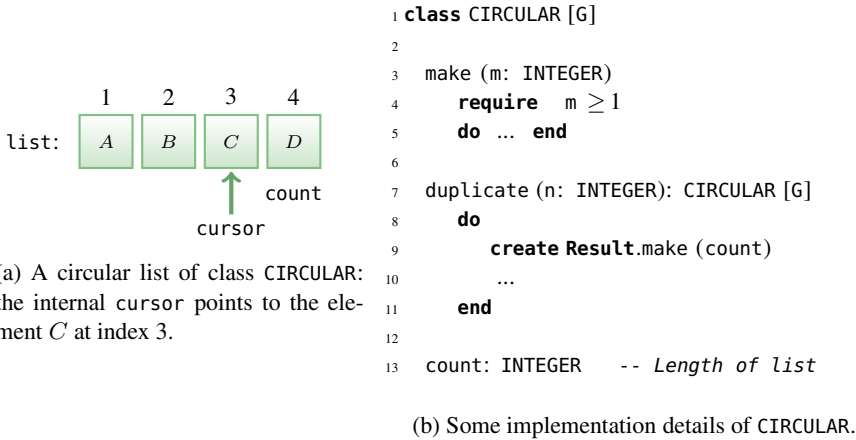 1 2 3 4
list: A B C D
count
cursor
(a) A circular list of class CIRCULAR:
the internal cursor points to the ele-
ment C at index 3.
1 class CIRCULAR [G]
2
3 make (m: INTEGER)
4 require m ≥ 1
5 do ... end
6
7 duplicate (n: INTEGER): CIRCULAR [G]
8 do
9 create Result.make (count)
10 ...
11 end
12
13 count: INTEGER -- Length of list
(b) Some implementation details of CIRCULAR.